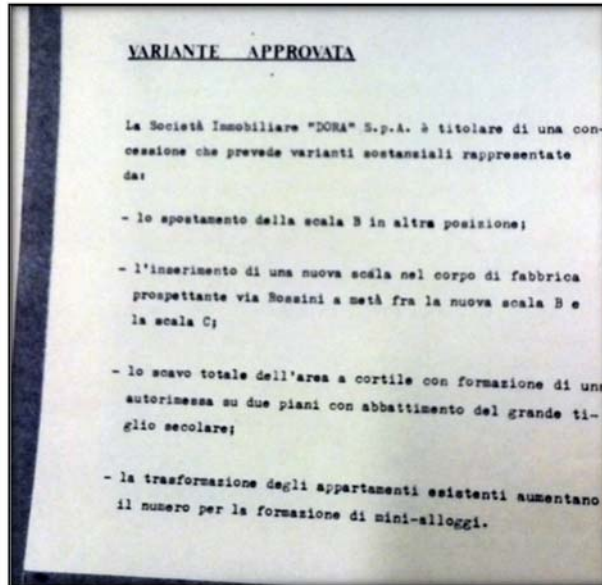 VARIANTE APPROVATA
La Società Immobiliare "DORA" S.p.A. è titolare di una con-
cessione che prevede varianti sostanziali rappresentate
da:
- lo spostamento della scala B in altra posizione;
- l'inserimento di una nuova scala nel corpo di fabbrica
prospettante via Rossini a metà fra la nuova scala B e
la scala C;
- lo scavo totale dell'area a cortile con formazione di una
autorimessa su due piani con abbattimento del grande ti-
glio secolare;
- la trasformazione degli appartamenti esistenti aumentano
il numero per la formazione di mini-alloggi.